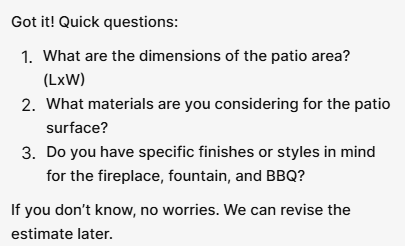 Got it! Quick questions:
1. What are the dimensions of the patio area?
(LxW)
2. What materials are you considering for the patio
surface?
3. Do you have specific finishes or styles in mind
for the fireplace, fountain, and BBQ?
If you don’t know, no worries. We can revise the
estimate later.